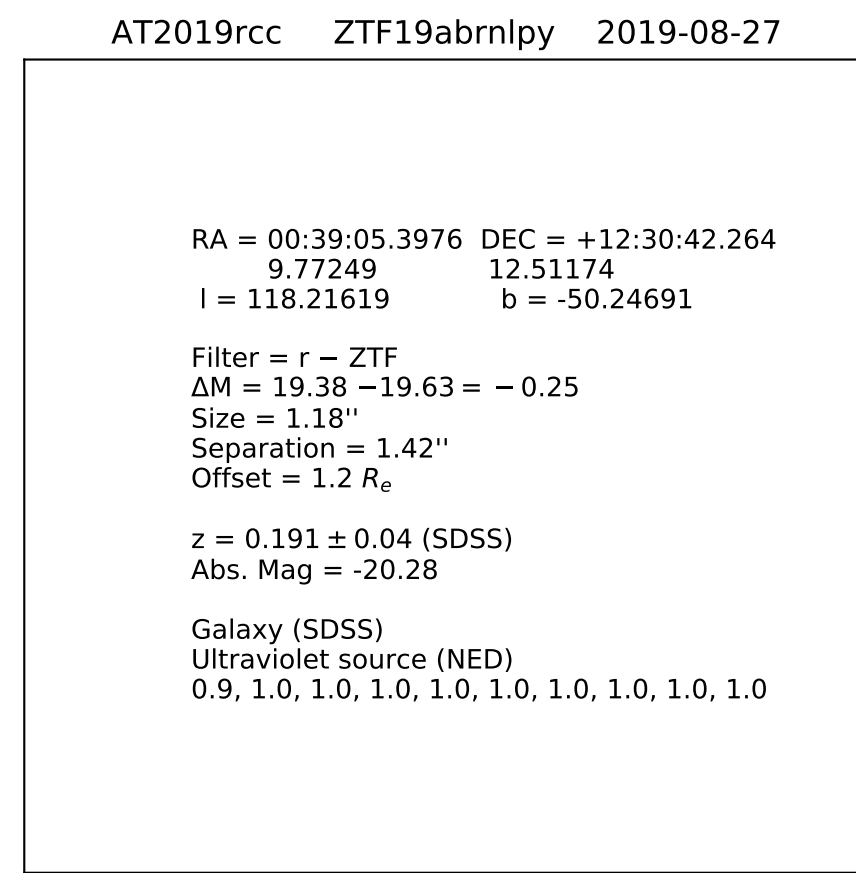 AT2019rcc ZTF19abrnlpy 2019-08-27
RA = 00:39:05.3976 DEC = +12:30:42.264
9.77249 12.51174
l = 118.21619 b = -50.24691
Filter = r − ZTF
ΔM = 19.38 −19.63 = − 0.25
Size = 1.18''
Separation = 1.42''
Offset = 1.2 Rₑ
z = 0.191 ± 0.04 (SDSS)
Abs. Mag = -20.28
Galaxy (SDSS)
Ultraviolet source (NED)
0.9, 1.0, 1.0, 1.0, 1.0, 1.0, 1.0, 1.0, 1.0, 1.0